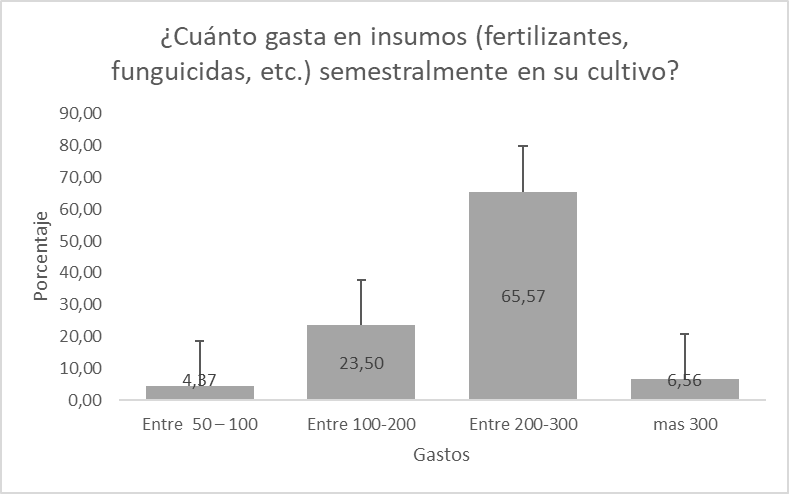 ¿Cuánto gasta en insumos (fertilizantes,
funguicidas, etc.) semestralmente en su cultivo?
90,00
80,00
70,00
60,00
50,00
40,00
30,00
20,00
10,00
0,00
Porcentaje
4,37
23,50
65,57
6,56
Entre 50 – 100
Entre 100-200
Entre 200-300
mas 300
Gastos